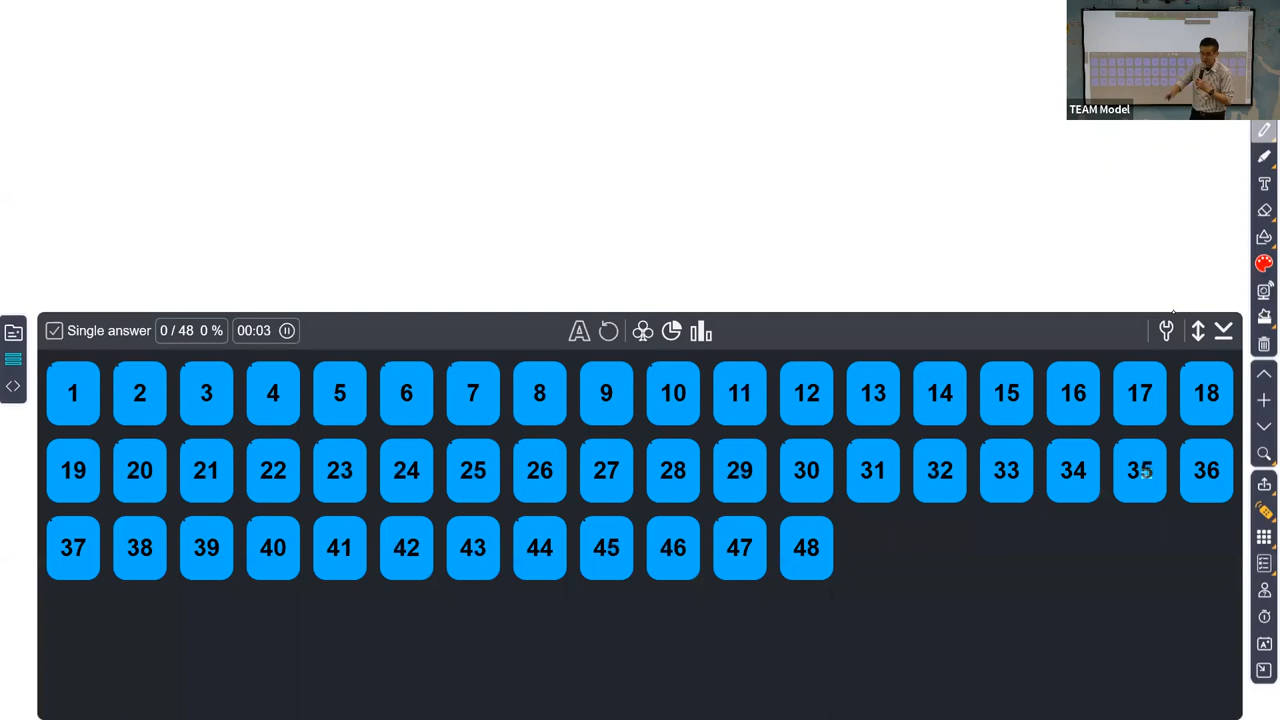 TEAM Model
Single answer 0 / 48 0 % 00:03
1 2 3 4 5 6 7 8 9 10 11 12 13 14 15 16 17 18
19 20 21 22 23 24 25 26 27 28 29 30 31 32 33 34 35 36
37 38 39 40 41 42 43 44 45 46 47 48